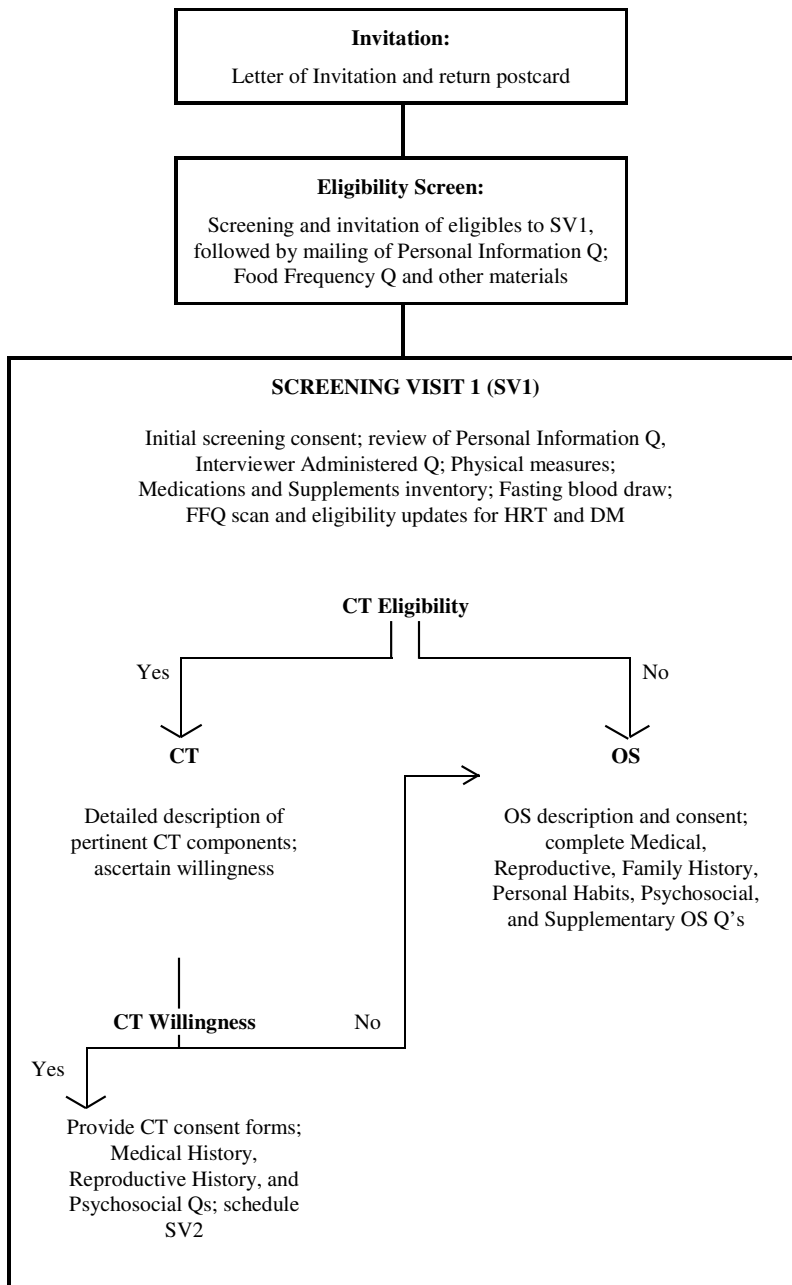 Invitation:
Letter of Invitation and return postcard
Eligibility Screen:
Screening and invitation of eligibles to SV1,
followed by mailing of Personal Information Q;
Food Frequency Q and other materials
SCREENING VISIT 1 (SV1)
Initial screening consent; review of Personal Information Q,
Interviewer Administered Q; Physical measures;
Medications and Supplements inventory; Fasting blood draw;
FFQ scan and eligibility updates for HRT and DM
CT Eligibility
Yes
No
CT
Detailed description of
pertinent CT components;
ascertain willingness
OS
OS description and consent;
complete Medical,
Reproductive, Family History,
Personal Habits, Psychosocial,
and Supplementary OS Q’s
CT Willingness
No
Yes
Provide CT consent forms;
Medical History,
Reproductive History, and
Psychosocial Qs; schedule
SV2